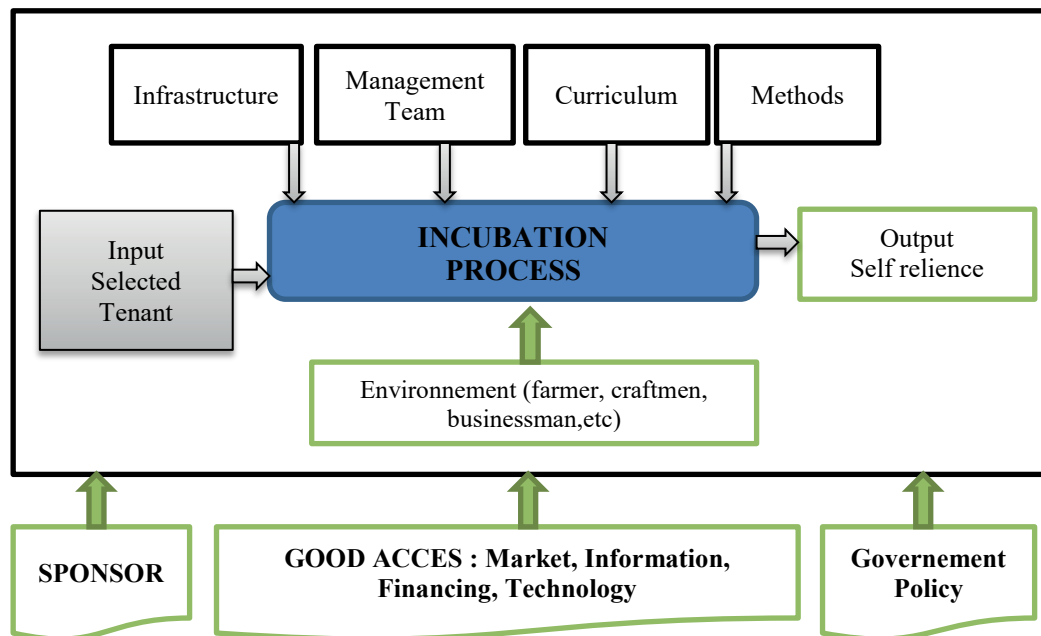 Infrastructure
Management
Team
Curriculum
Methods
Input
Selected
Tenant
INCUBATION
PROCESS
Output
Self relience
Environnement (farmer, craftmen,
businessman,etc)
SPONSOR
GOOD ACCES : Market, Information,
Financing, Technology
Governement
Policy